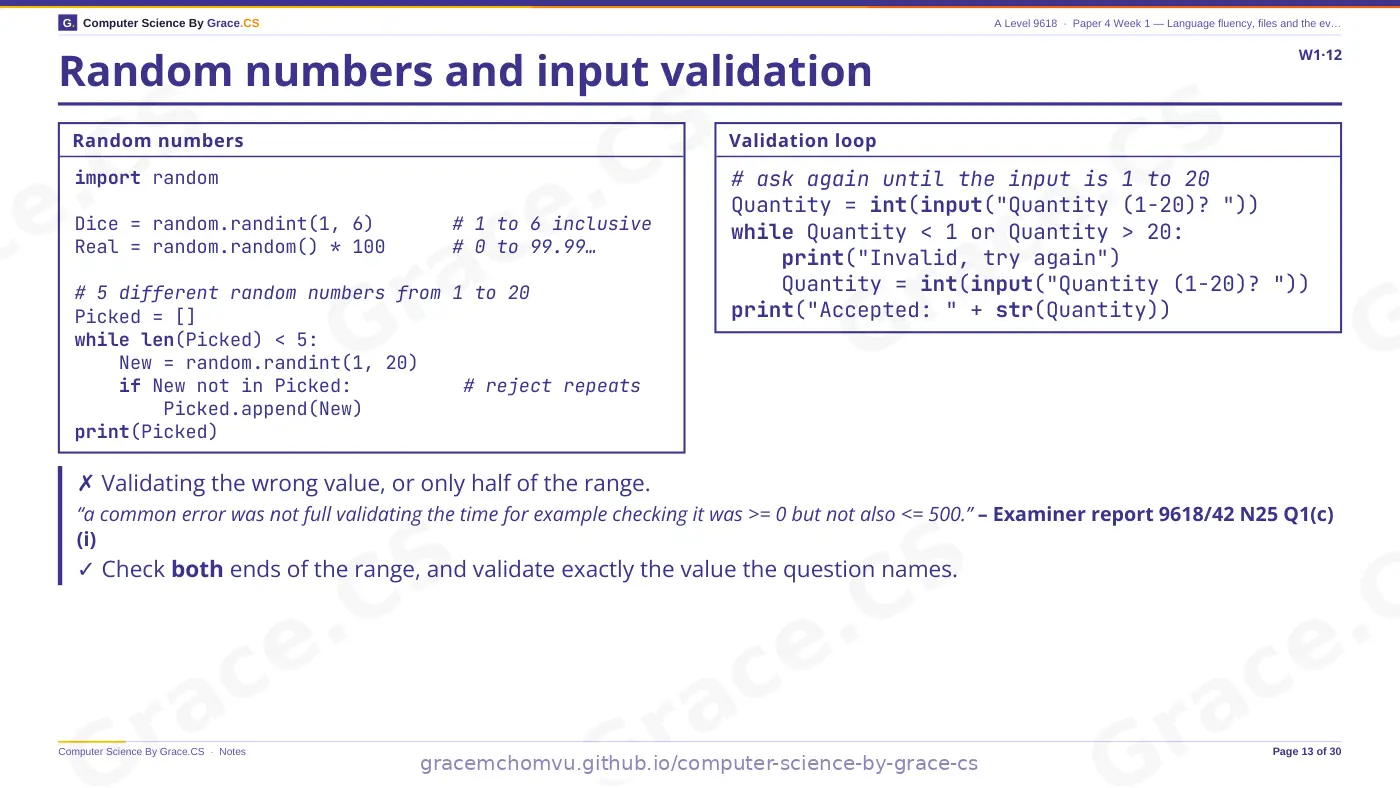 G. Computer Science By Grace.CS
A Level 9618 · Paper 4 Week 1 — Language fluency, files and the ev…
Random numbers and input validation
W1·12
Random numbers
import random
Dice = random.randint(1, 6)       # 1 to 6 inclusive
Real = random.random() * 100      # 0 to 99.99…
# 5 different random numbers from 1 to 20
Picked = []
while len(Picked) < 5:
    New = random.randint(1, 20)
    if New not in Picked:          # reject repeats
        Picked.append(New)
print(Picked)
Validation loop
# ask again until the input is 1 to 20
Quantity = int(input("Quantity (1-20)? "))
while Quantity < 1 or Quantity > 20:
    print("Invalid, try again")
    Quantity = int(input("Quantity (1-20)? "))
print("Accepted: " + str(Quantity))
✗ Validating the wrong value, or only half of the range.
“a common error was not full validating the time for example checking it was >= 0 but not also <= 500.” – Examiner report 9618/42 N25 Q1(c)
(i)
✓ Check both ends of the range, and validate exactly the value the question names.
Computer Science By Grace.CS · Notes
gracemchomvu.github.io/computer-science-by-grace-cs
Page 13 of 30